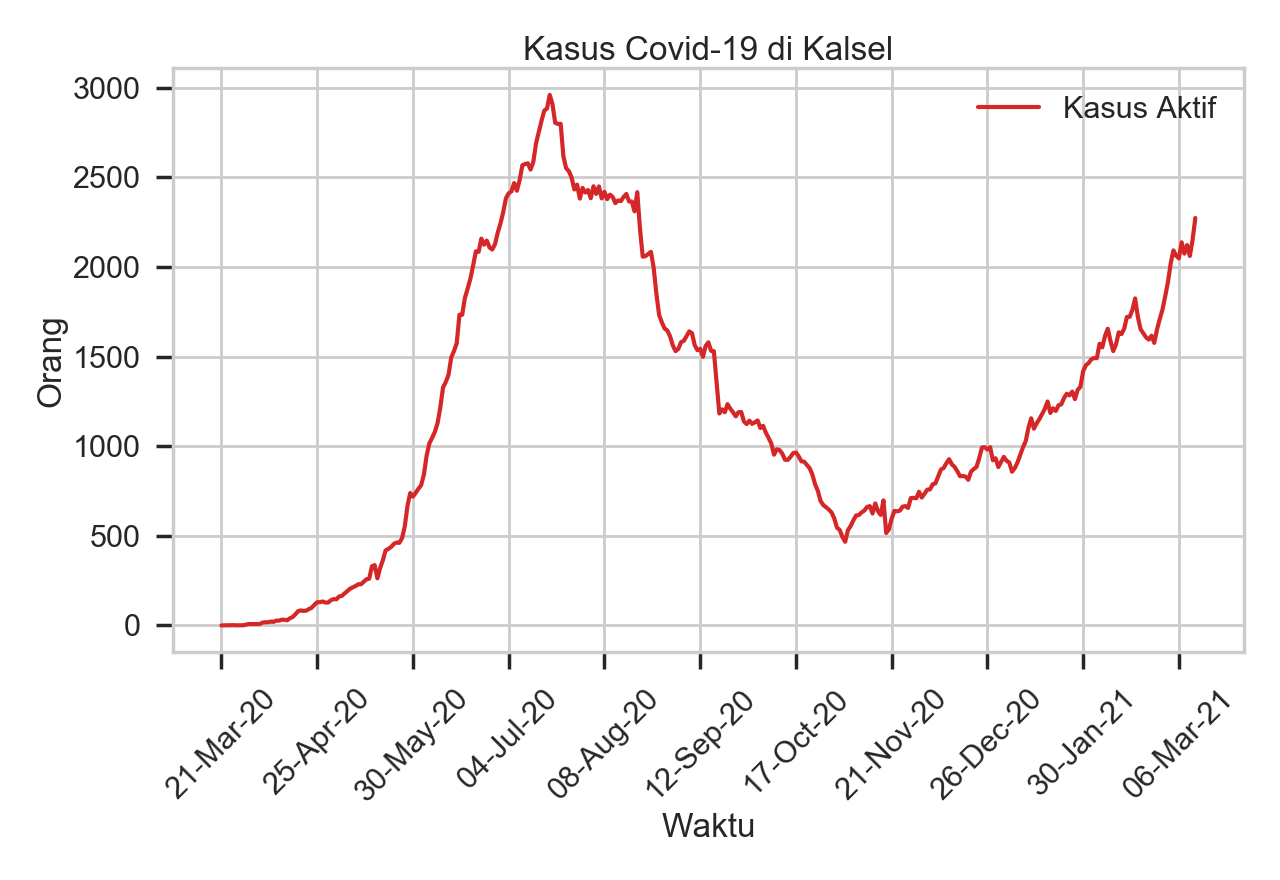 Kasus Covid-19 di Kalsel
Kasus Aktif
Orang
3000
2500
2000
1500
1000
500
0
21-Mar-20
25-Apr-20
30-May-20
04-Jul-20
08-Aug-20
12-Sep-20
17-Oct-20
21-Nov-20
26-Dec-20
30-Jan-21
06-Mar-21
Waktu